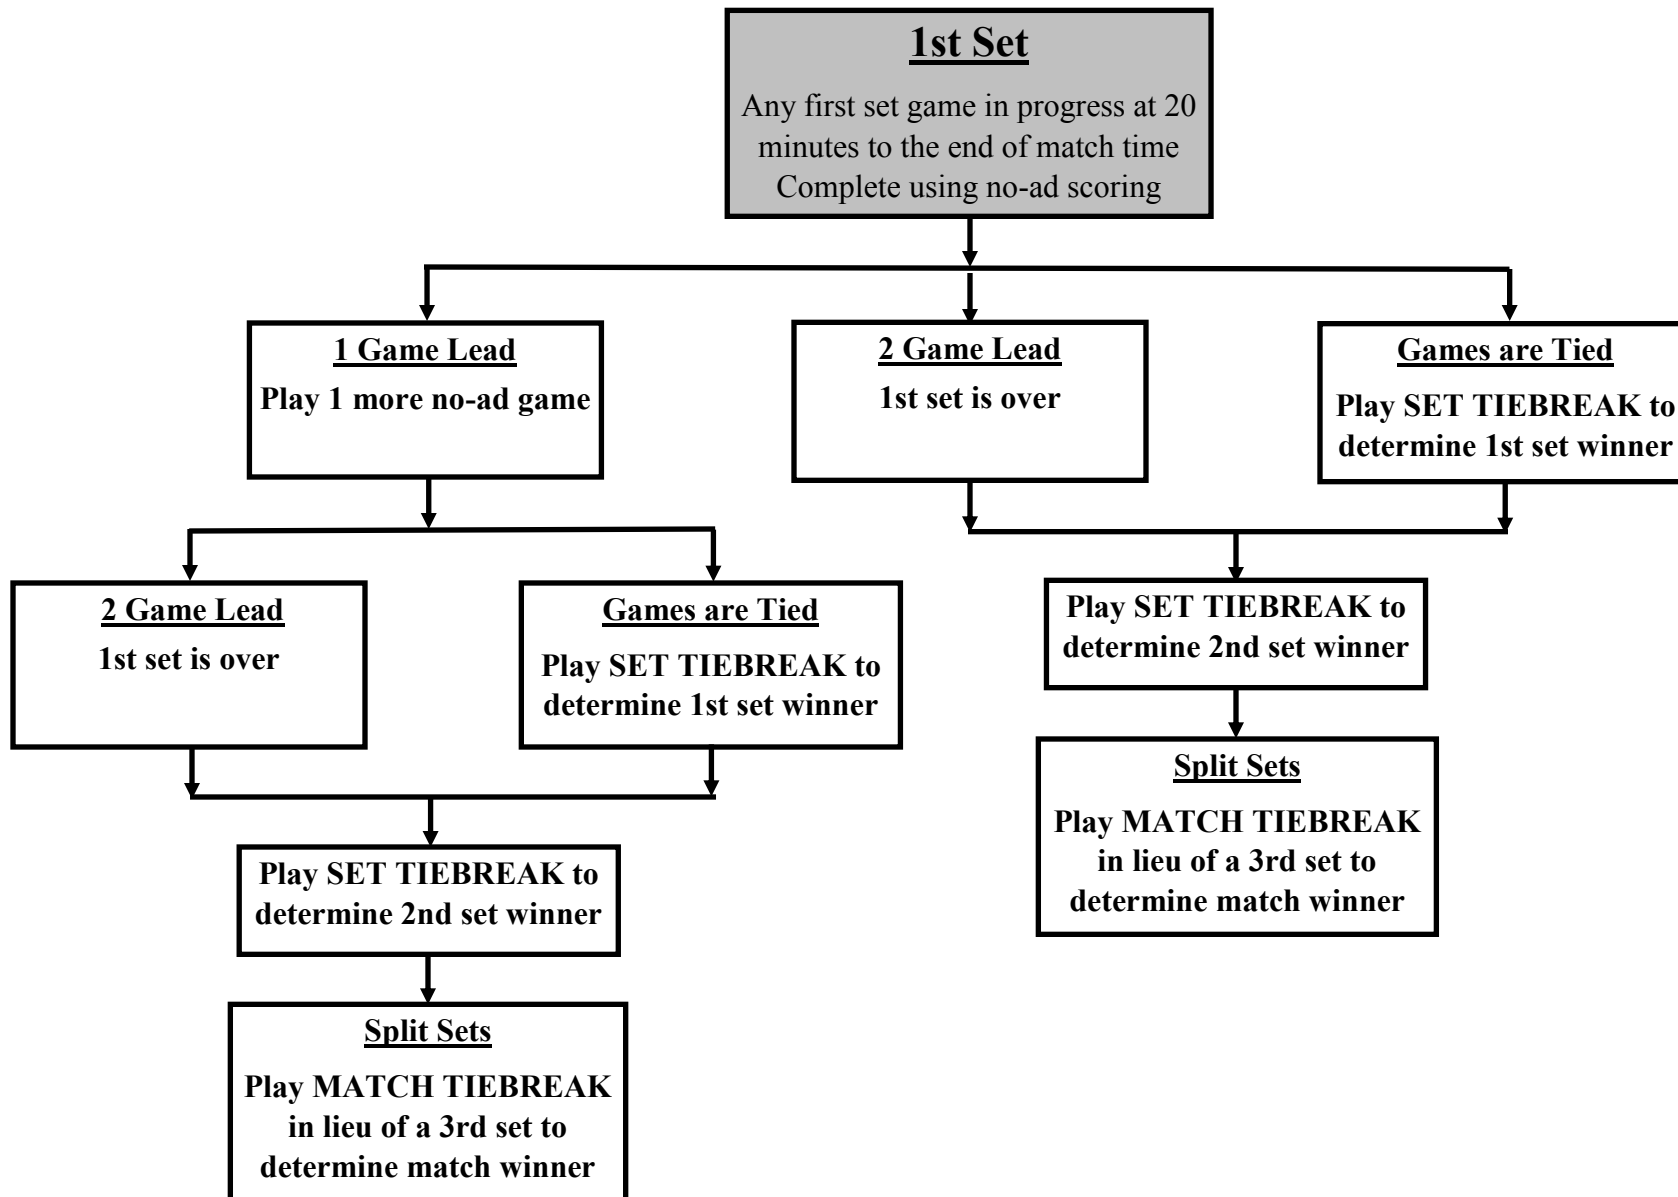 1st Set
Any first set game in progress at 20
minutes to the end of match time
Complete using no-ad scoring
1 Game Lead
Play 1 more no-ad game
2 Game Lead
1st set is over
Games are Tied
Play SET TIEBREAK to
determine 1st set winner
2 Game Lead
1st set is over
Games are Tied
Play SET TIEBREAK to
determine 1st set winner
Play SET TIEBREAK to
determine 2nd set winner
Split Sets
Play MATCH TIEBREAK
in lieu of a 3rd set to
determine match winner
Play SET TIEBREAK to
determine 2nd set winner
Split Sets
Play MATCH TIEBREAK
in lieu of a 3rd set to
determine match winner